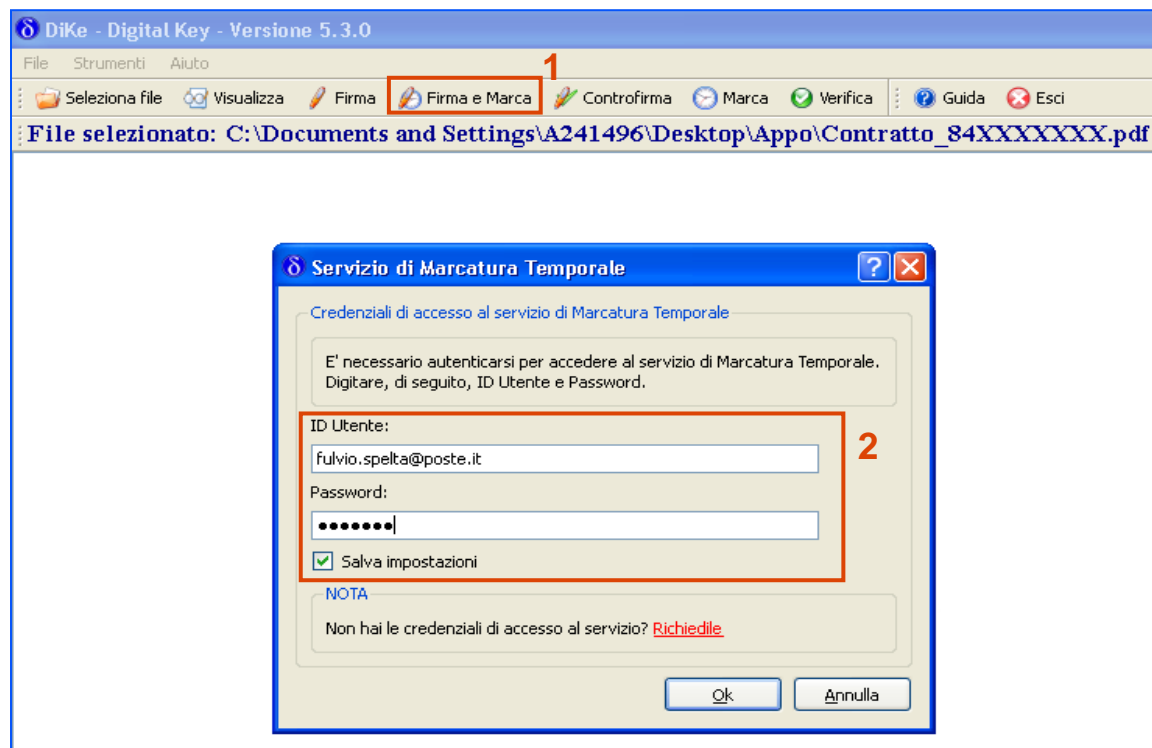 DiKe - Digital Key - Versione 5.3.0
File Strumenti Aiuto
1
Seleziona file Visualizza Firma Firma e Marca Controfirma Marca Verifica Guida Esci
File selezionato: C:\Documents and Settings\A241496\Desktop\Appo\Contratto_84XXXXXXX.pdf
Servizio di Marcatura Temporale
Credenziali di accesso al servizio di Marcatura Temporale
E' necessario autenticarsi per accedere al servizio di Marcatura Temporale.
Digitare, di seguito, ID Utente e Password.
ID Utente:
2
fulvio.spelta@poste.it
Password:
●●●●●●●
Salva impostazioni
NOTA
Non hai le credenziali di accesso al servizio? Richiedile
Ok Annulla